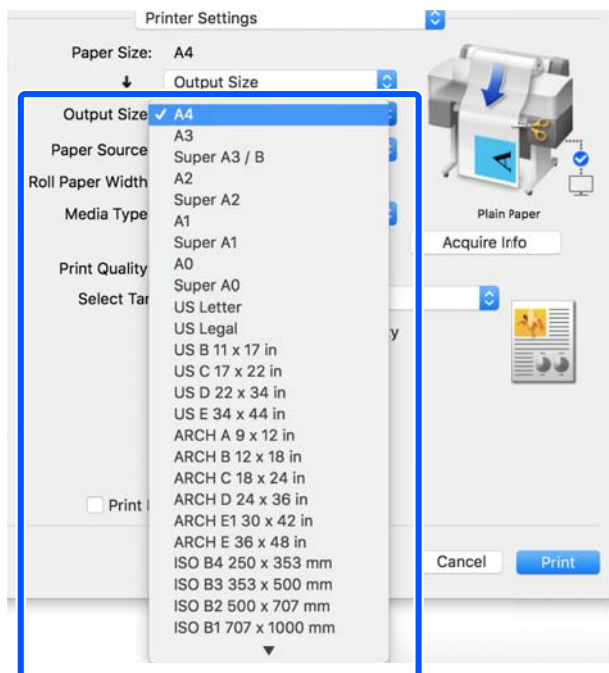 Printer Settings
Paper Size: A4
Output Size
Output Size ✓ A4
A3
Paper Source
Super A3 / B
A2
Roll Paper Width
Super A2
Media Type
A1
Plain Paper
Super A1
Acquire Info
A0
Print Quality
Super A0
Select Tar
US Letter
US Legal
y
US B 11 x 17 in
US C 17 x 22 in
US D 22 x 34 in
US E 34 x 44 in
ARCH A 9 x 12 in
ARCH B 12 x 18 in
ARCH C 18 x 24 in
ARCH D 24 x 36 in
Print
ARCH E1 30 x 42 in
ARCH E 36 x 48 in
ISO B4 250 x 353 mm
Cancel
Print
ISO B3 353 x 500 mm
ISO B2 500 x 707 mm
ISO B1 707 x 1000 mm